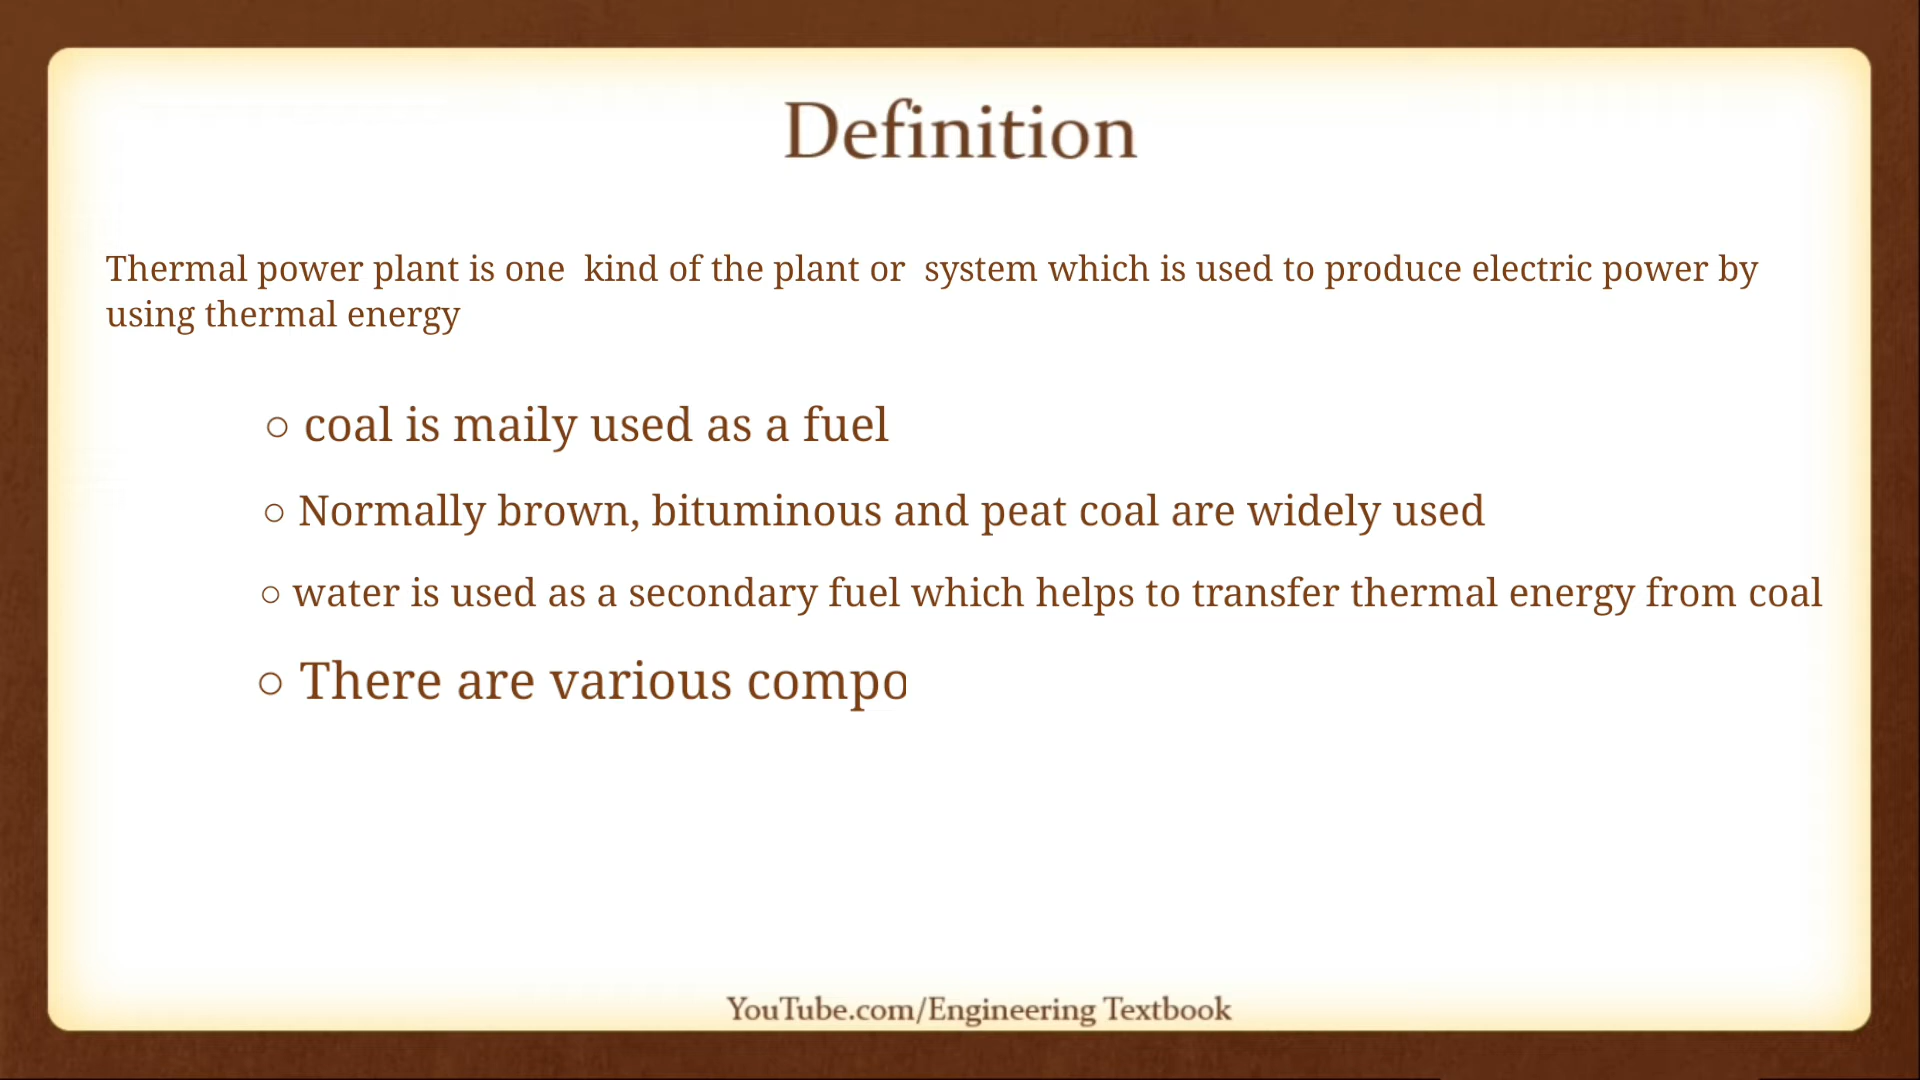 Definition
Thermal power plant is one kind of the plant or system which is used to produce electric power by
using thermal energy
○ coal is maily used as a fuel
○ Normally brown, bituminous and peat coal are widely used
○ water is used as a secondary fuel which helps to transfer thermal energy from coal
○ There are various compo
YouTube.com/Engineering Textbook